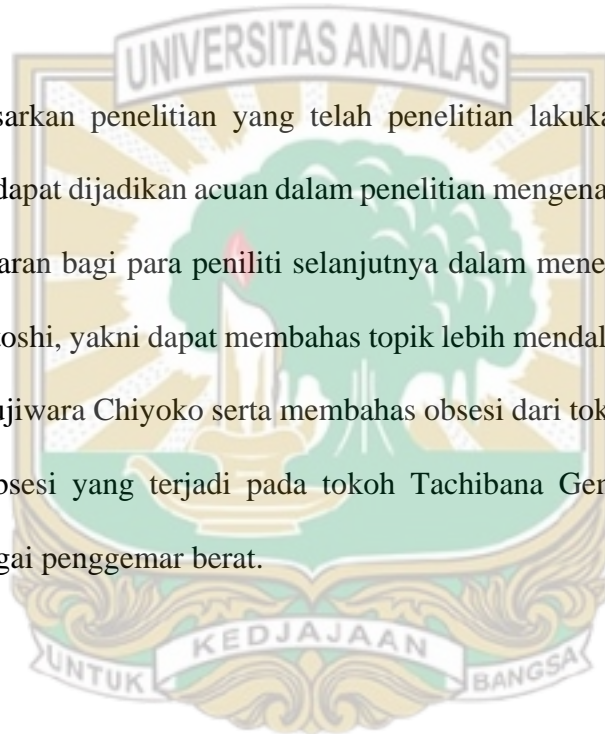 UNIVERSITAS ANDALAS
sarkan penelitian yang telah penelitian lakuka
dapat dijadikan acuan dalam penelitian mengena
aran bagi para peniliti selanjutnya dalam mene
toshi, yakni dapat membahas topik lebih mendal
ujiwara Chiyoko serta membahas obsesi dari tok
bsesi yang terjadi pada tokoh Tachibana Gen
gai penggemar berat.
UNTUK KEDJAJAAN BANGSA